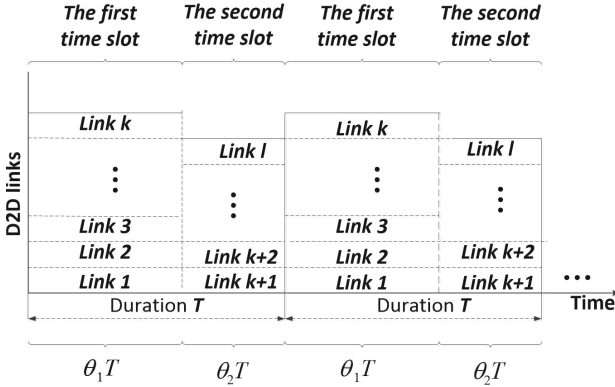 The first time slot
The second time slot
The first time slot
The second time slot
D2D links
Link k
Link l
Link k
Link l
Link 3
Link 3
Link 2
Link k+2
Link 2
Link k+2
Link 1
Link k+1
Link 1
Link k+1
Time
Duration T
Duration T
θ₁T
θ₂T
θ₁T
θ₂T